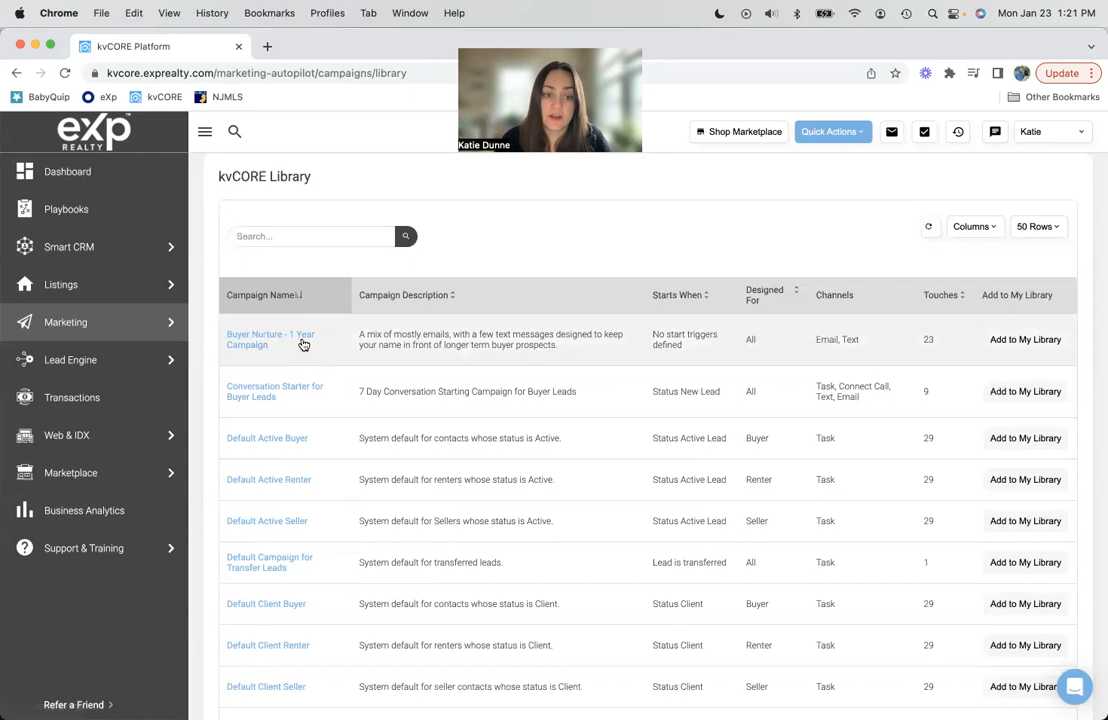 Chrome File Edit View History Bookmarks Profiles Tab Window Help Mon Jan 23 1:21 PM
kvCORE Platform
kvcore.exprealty.com/marketing-autopilot/campaigns/library Update
BabyQuip eXp kvCORE NJMLS Other Bookmarks
Katie Dunne
eXp
REALTY
Shop Marketplace Quick Actions Katie
Dashboard
Playbooks
Smart CRM
Listings
Marketing
Lead Engine
Transactions
Web & IDX
Marketplace
Business Analytics
Support & Training
Refer a Friend
kvCORE Library
Search... Columns 50 Rows
Campaign Name Campaign Description Starts When Designed For Channels Touches Add to My Library
Buyer Nurture - 1 Year Campaign A mix of mostly emails, with a few text messages designed to keep your name in front of longer term buyer prospects. No start triggers defined All Email, Text 23 Add to My Library
Conversation Starter for Buyer Leads 7 Day Conversation Starting Campaign for Buyer Leads Status New Lead All Task, Connect Call, Text, Email 9 Add to My Library
Default Active Buyer System default for contacts whose status is Active. Status Active Lead Buyer Task 29 Add to My Library
Default Active Renter System default for renters whose status is Active. Status Active Lead Renter Task 29 Add to My Library
Default Active Seller System default for Sellers whose status is Active. Status Active Lead Seller Task 29 Add to My Library
Default Campaign for Transfer Leads System default for transferred leads. Lead is transferred All Task 1 Add to My Library
Default Client Buyer System default for contacts whose status is Client. Status Client Buyer Task 29 Add to My Library
Default Client Renter System default for renters whose status is Client. Status Client Renter Task 29 Add to My Library
Default Client Seller System default for seller contacts whose status is Client. Status Client Seller Task 29 Add to My